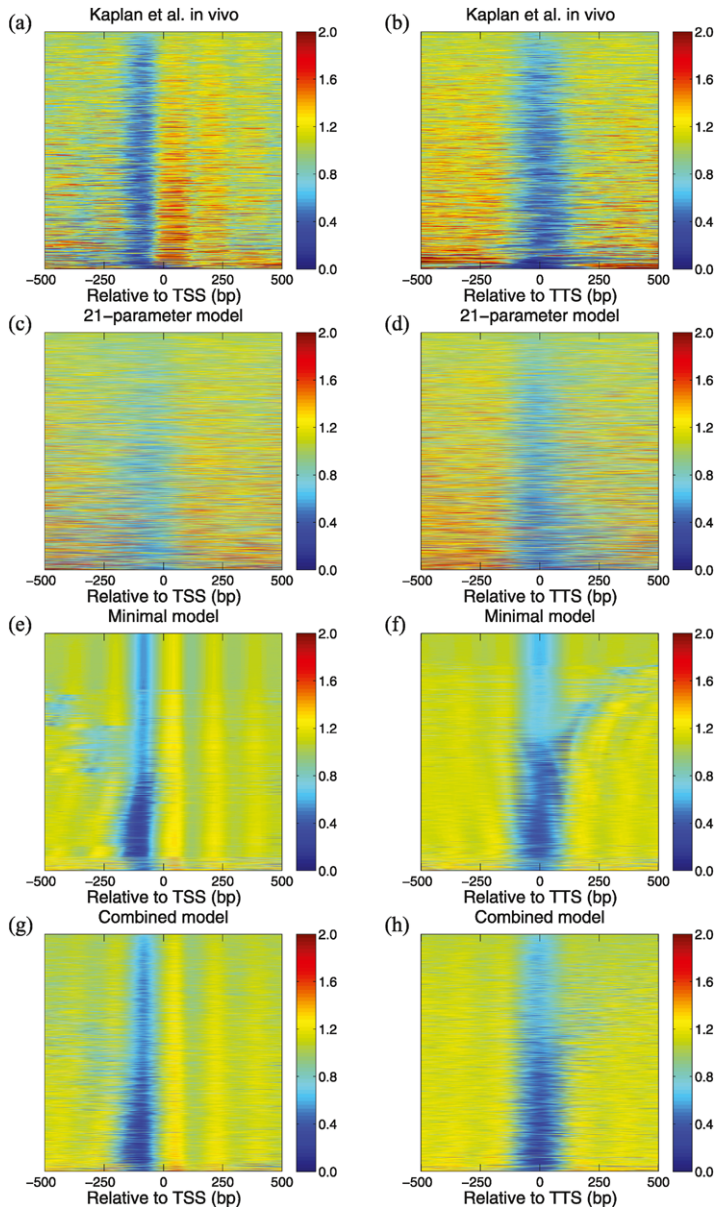 (a) Kaplan et al. in vivo
2.0
1.6
1.2
0.8
0.4
0.0
−500 −250 0 250 500
Relative to TSS (bp)
(b) Kaplan et al. in vivo
2.0
1.6
1.2
0.8
0.4
0.0
−500 −250 0 250 500
Relative to TTS (bp)
(c) 21−parameter model
2.0
1.6
1.2
0.8
0.4
0.0
−500 −250 0 250 500
Relative to TSS (bp)
(d) 21−parameter model
2.0
1.6
1.2
0.8
0.4
0.0
−500 −250 0 250 500
Relative to TTS (bp)
(e) Minimal model
2.0
1.6
1.2
0.8
0.4
0.0
−500 −250 0 250 500
Relative to TSS (bp)
(f) Minimal model
2.0
1.6
1.2
0.8
0.4
0.0
−500 −250 0 250 500
Relative to TTS (bp)
(g) Combined model
2.0
1.6
1.2
0.8
0.4
0.0
−500 −250 0 250 500
Relative to TSS (bp)
(h) Combined model
2.0
1.6
1.2
0.8
0.4
0.0
−500 −250 0 250 500
Relative to TTS (bp)